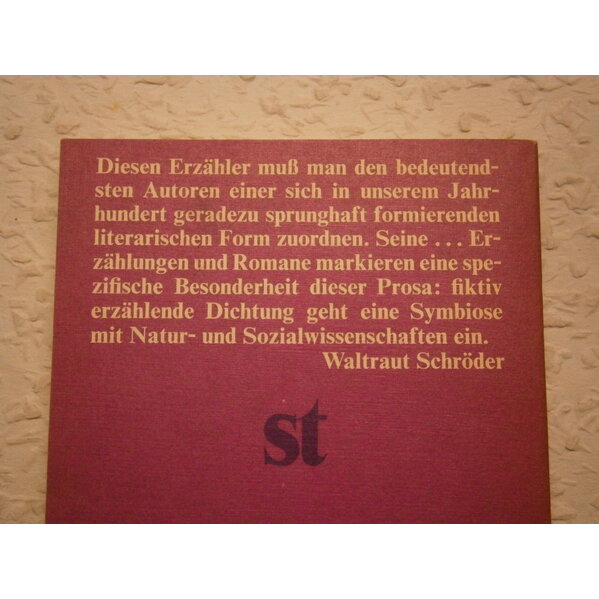 Diesen Erzähler muß man den bedeutend-
sten Autoren einer sich in unserem Jahr-
hundert geradezu sprunghaft formierenden
literarischen Form zuordnen. Seine ... Er-
zählungen und Romane markieren eine spe-
zifische Besonderheit dieser Prosa: fiktiv
erzählende Dichtung geht eine Symbiose
mit Natur- und Sozialwissenschaften ein.
Waltraut Schröder
st